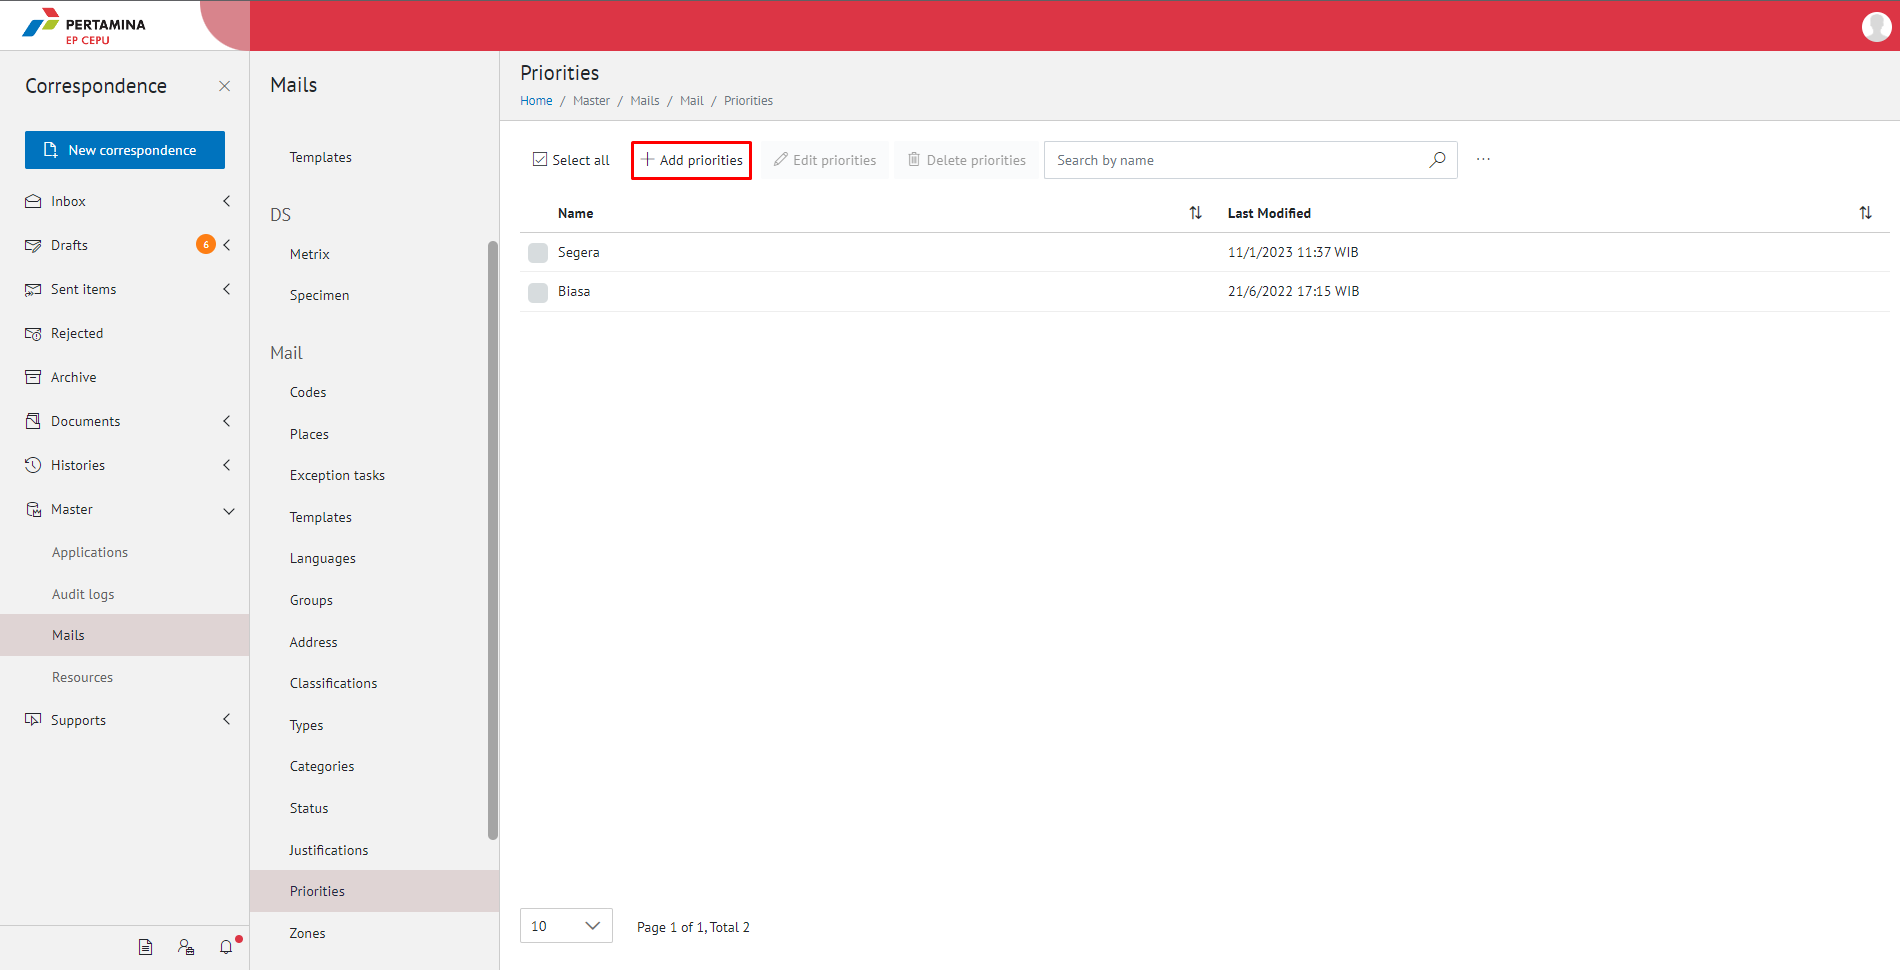 PERTAMINA
EP CEPU
Correspondence
New correspondence
Inbox
Drafts
6
Sent items
Rejected
Archive
Documents
Histories
Master
Applications
Audit logs
Mails
Resources
Supports
Mails
Templates
DS
Metrix
Specimen
Mail
Codes
Places
Exception tasks
Templates
Languages
Groups
Address
Classifications
Types
Categories
Status
Justifications
Priorities
Zones
Priorities
Home / Master / Mails / Mail / Priorities
Select all
Add priorities
Edit priorities
Delete priorities
Search by name
...
Name
Last Modified
Segera
11/1/2023 11:37 WIB
Biasa
21/6/2022 17:15 WIB
10
Page 1 of 1, Total 2